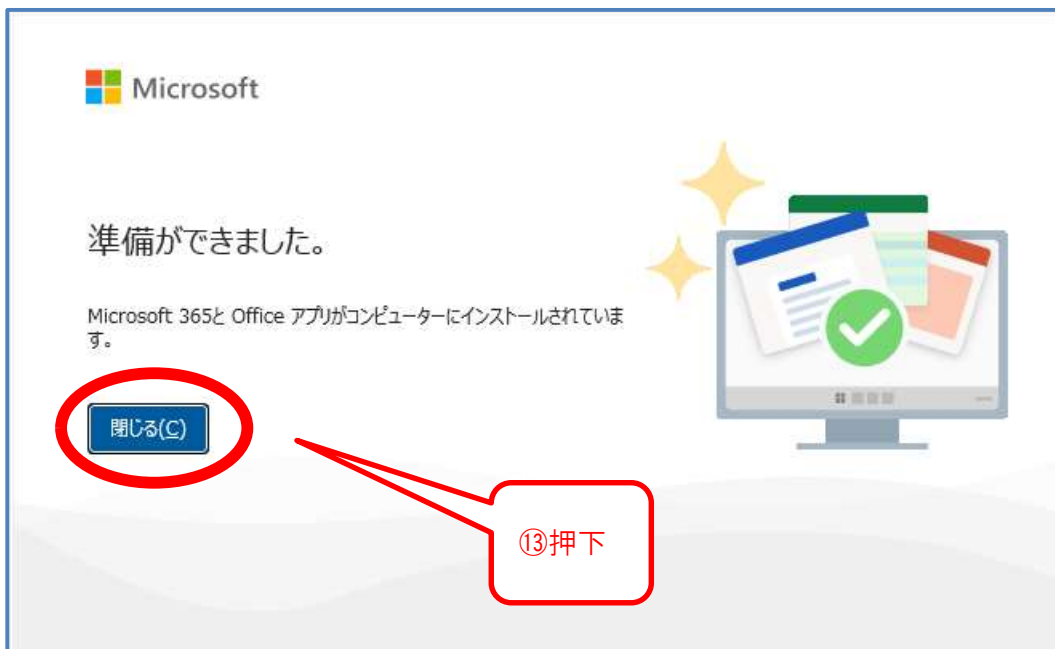 Microsoft
準備ができました。
Microsoft 365と Office アプリがコンピューターにインストールされていま
す。
閉じる(C)
⑬押下